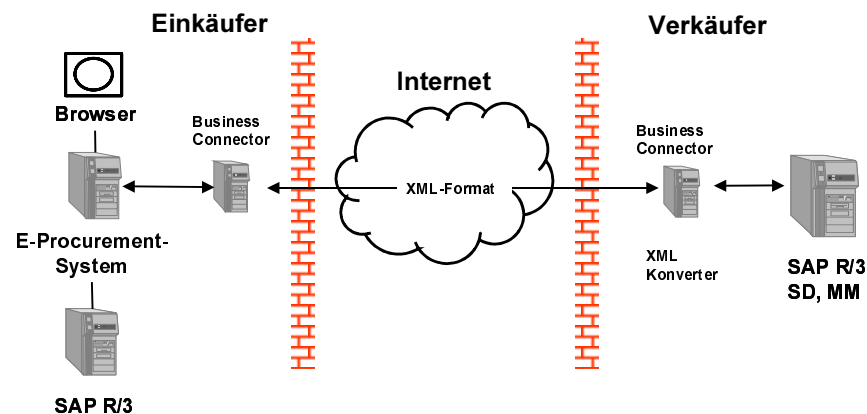 Einkäufer
Verkäufer
Internet
Browser
Business
Connector
Business
Connector
XML-Format
E-Procurement-
System
XML
Konverter
SAP R/3
SD, MM
SAP R/3